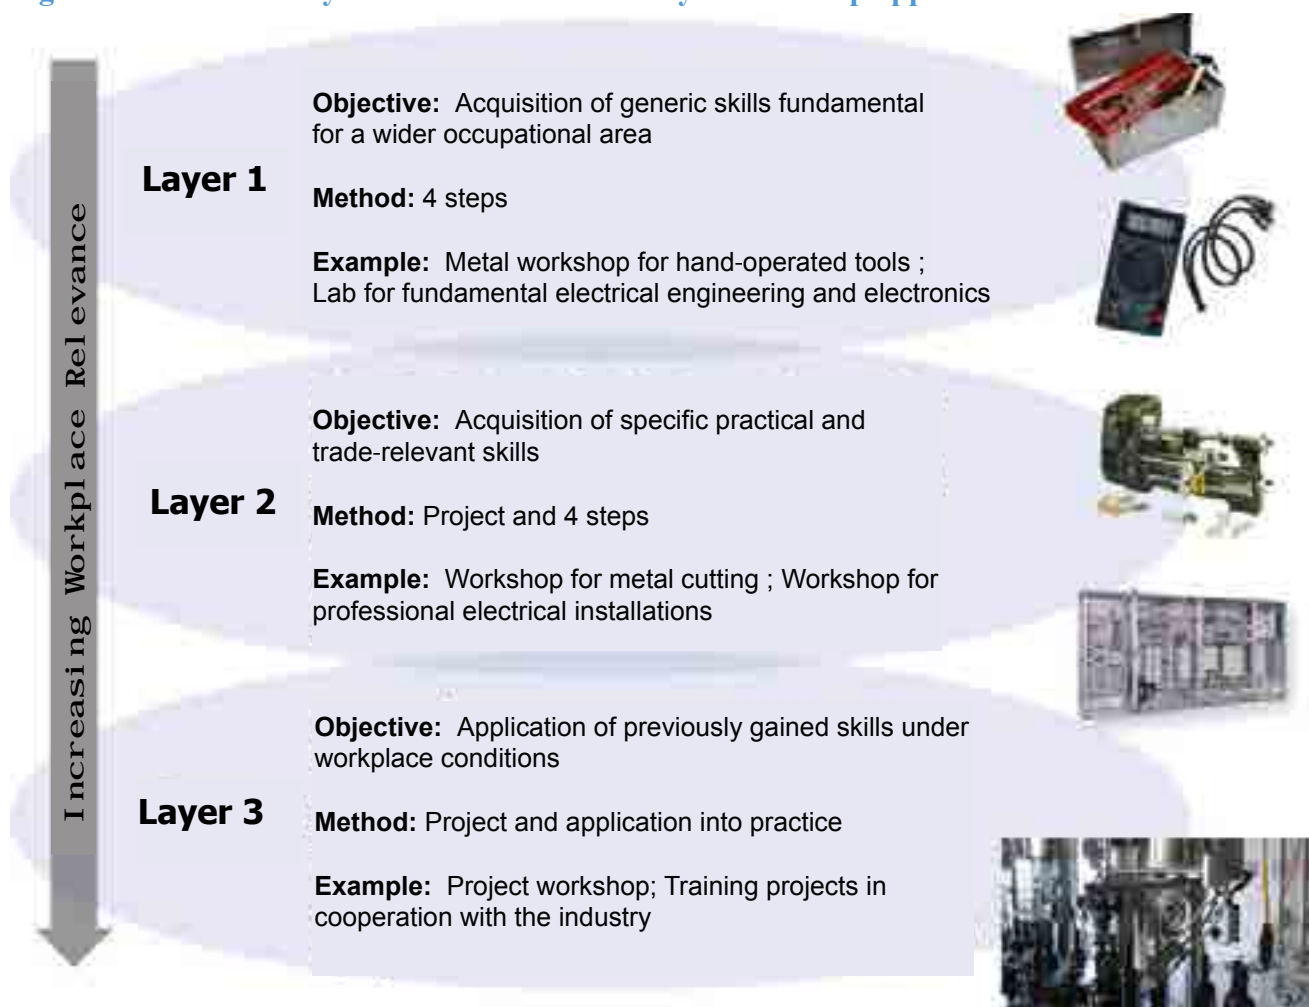 Increasing Workplace Relevance
Layer 1
Objective: Acquisition of generic skills fundamental
for a wider occupational area
Method: 4 steps
Example: Metal workshop for hand-operated tools ;
Lab for fundamental electrical engineering and electronics
Layer 2
Objective: Acquisition of specific practical and
trade-relevant skills
Method: Project and 4 steps
Example: Workshop for metal cutting ; Workshop for
professional electrical installations
Layer 3
Objective: Application of previously gained skills under
workplace conditions
Method: Project and application into practice
Example: Project workshop; Training projects in
cooperation with the industry